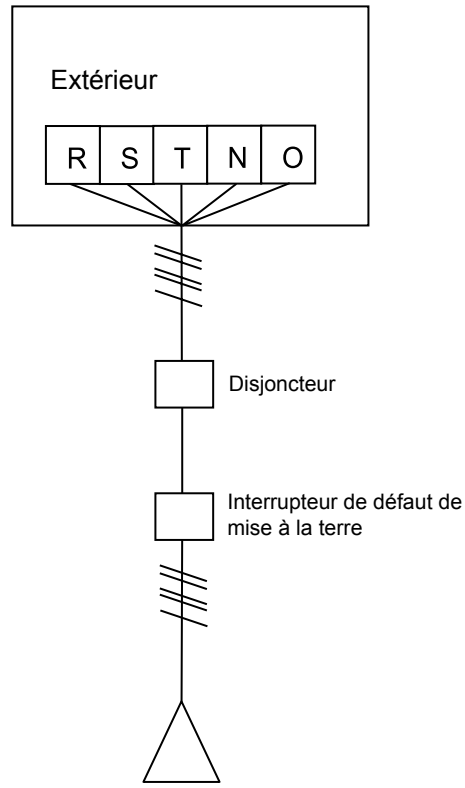 Extérieur
R S T N O
Disjoncteur
Interrupteur de défaut de
mise à la terre